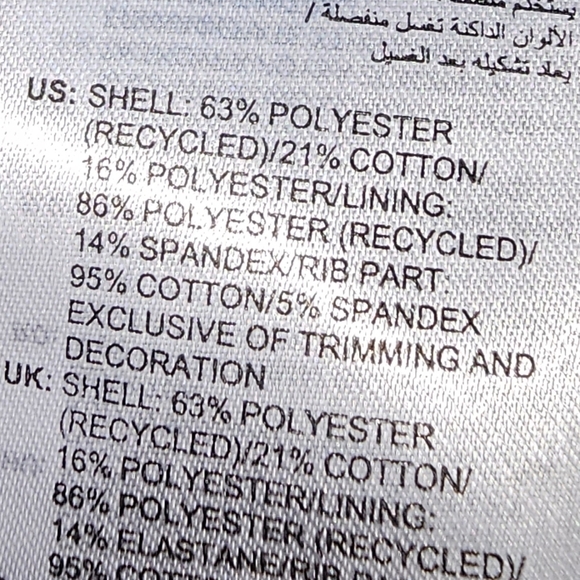 الألوان الداكنة تغسل منفصلة /
يعاد تشكيله بعد الغسيل
US: SHELL: 63% POLYESTER
(RECYCLED)/21% COTTON/
16% POLYESTER/LINING:
86% POLYESTER (RECYCLED)/
14% SPANDEX/RIB PART:
95% COTTON/5% SPANDEX
EXCLUSIVE OF TRIMMING AND
DECORATION
UK: SHELL: 63% POLYESTER
(RECYCLED)/21% COTTON/
16% POLYESTER/LINING:
86% POLYESTER (RECYCLED)/
14% ELASTANE/RIB
95%